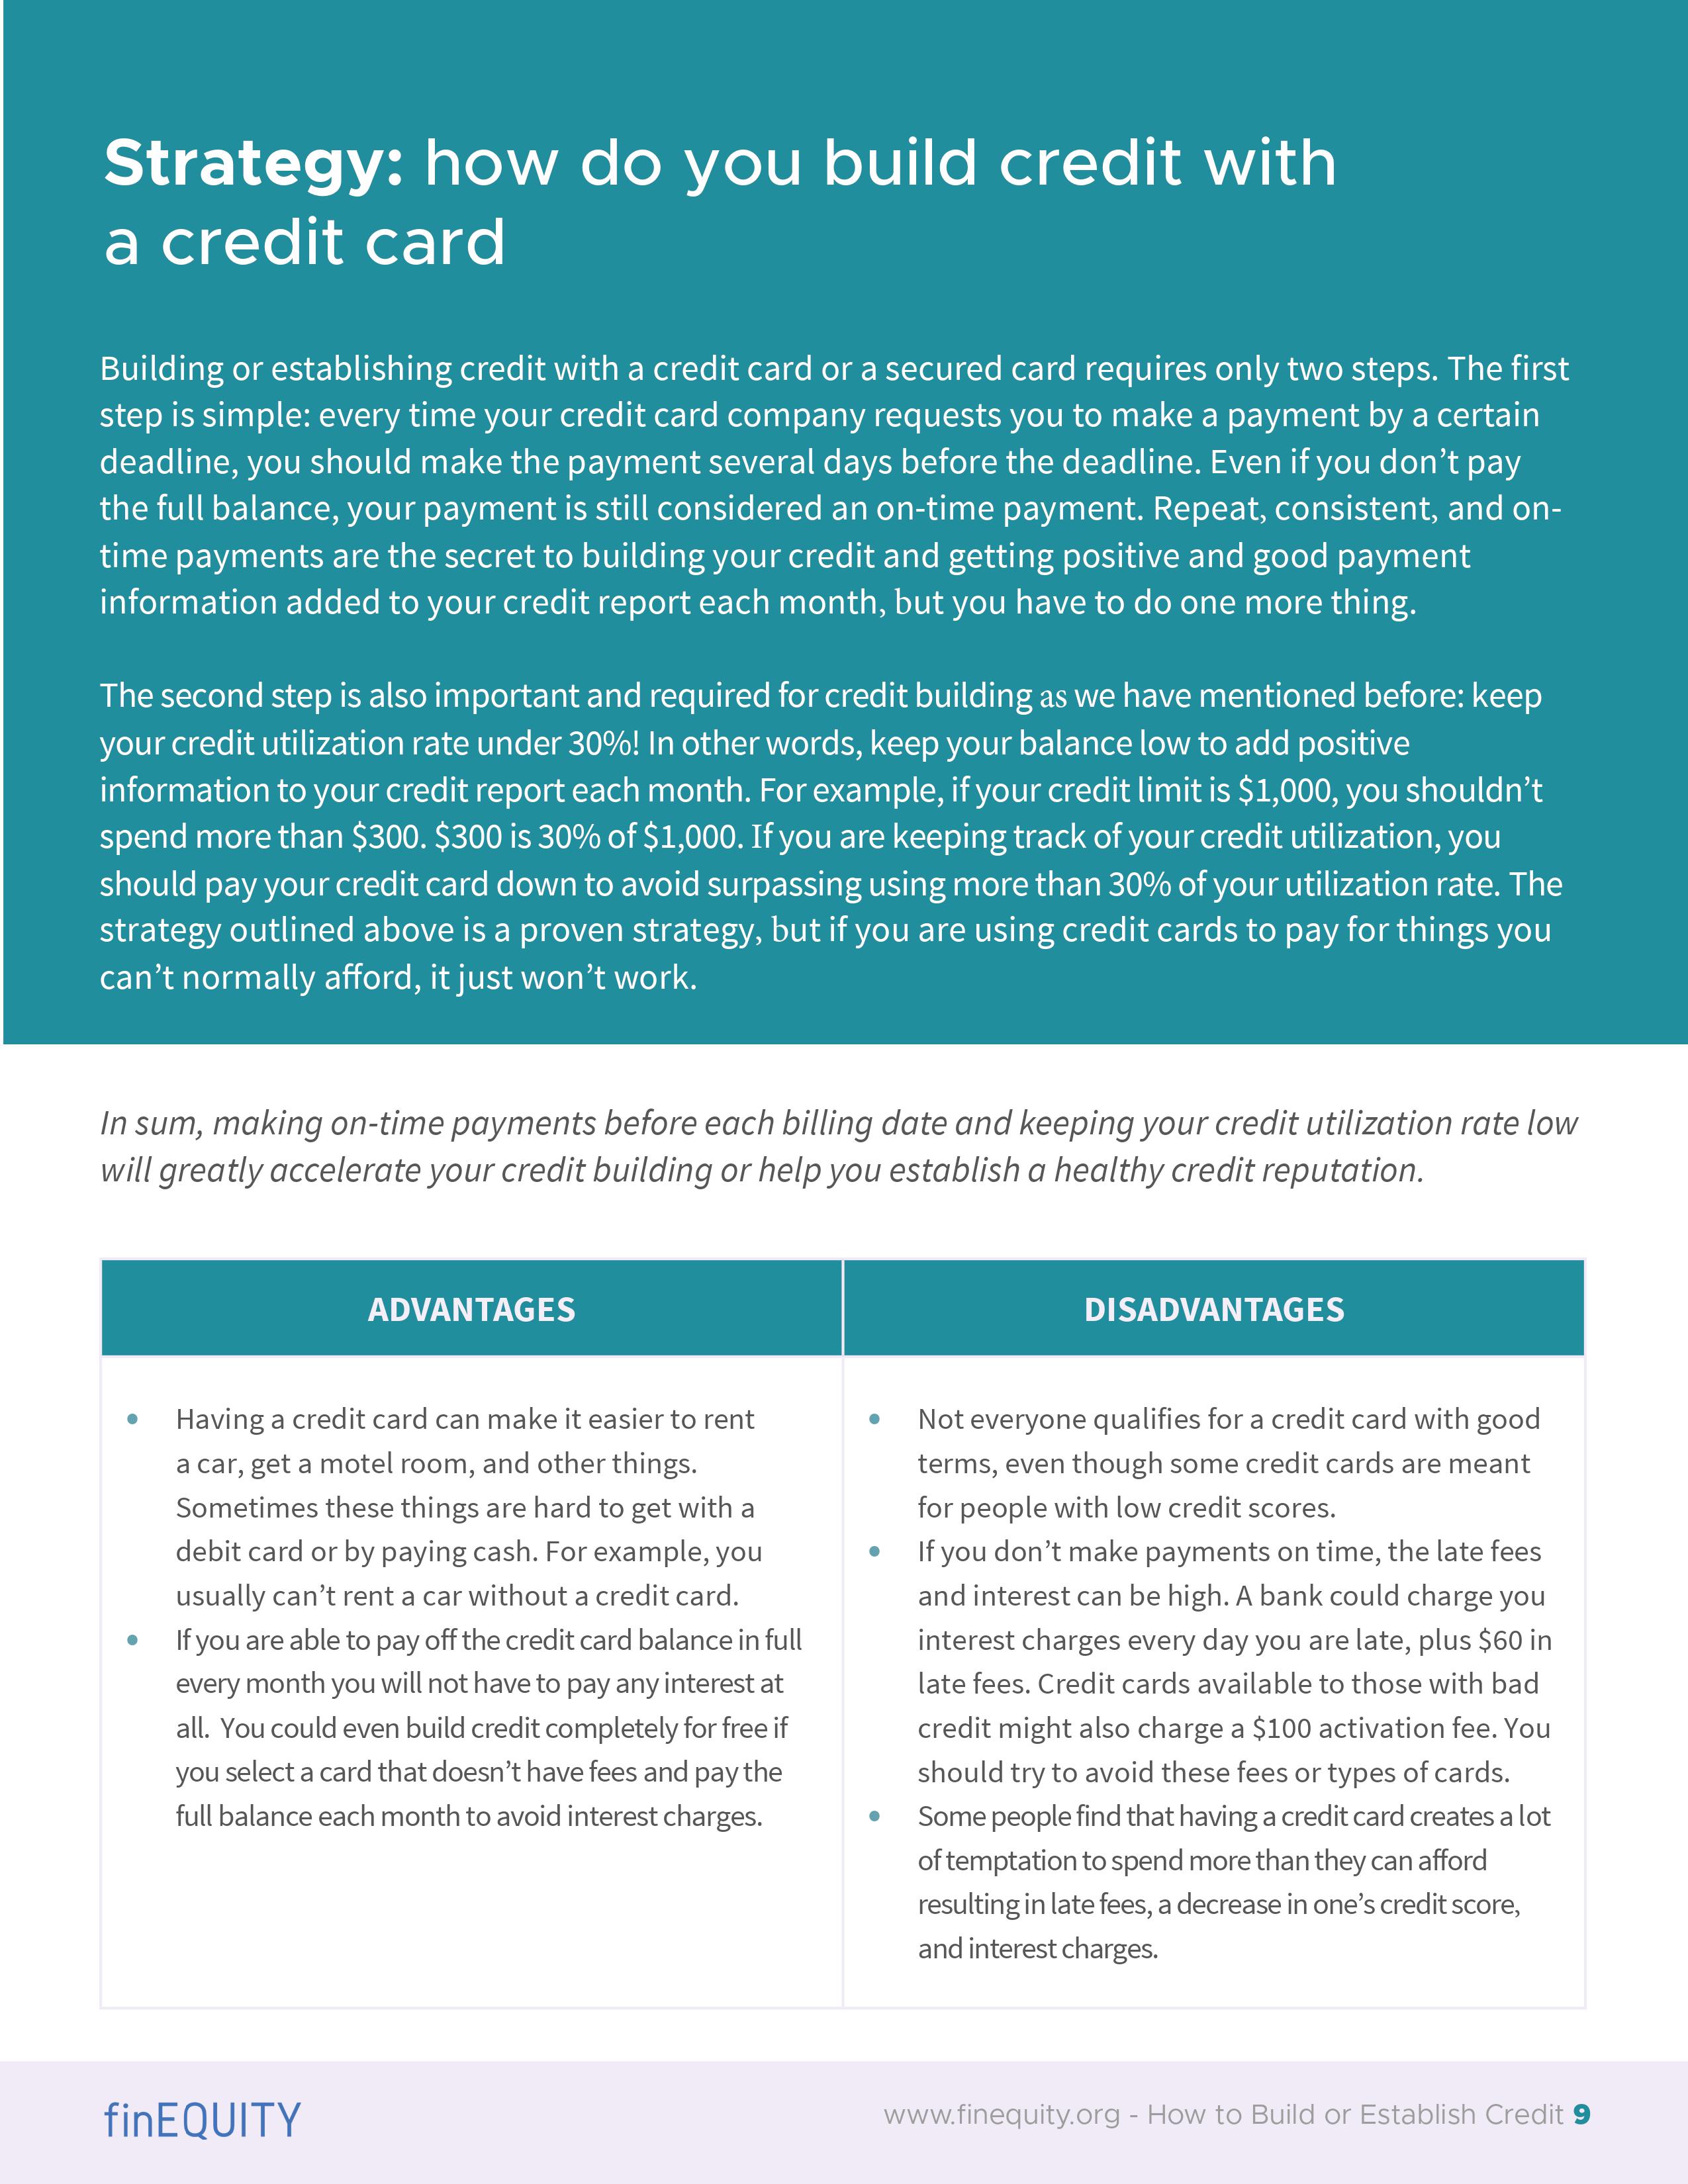 Strategy: how do you build credit with
a credit card
Building or establishing credit with a credit card or a secured card requires only two steps. The first
step is simple: every time your credit card company requests you to make a payment by a certain
deadline, you should make the payment several days before the deadline. Even if you don’t pay
the full balance, your payment is still considered an on-time payment. Repeat, consistent, and on-
time payments are the secret to building your credit and getting positive and good payment
information added to your credit report each month, but you have to do one more thing.
The second step is also important and required for credit building as we have mentioned before: keep
your credit utilization rate under 30%! In other words, keep your balance low to add positive
information to your credit report each month. For example, if your credit limit is $1,000, you shouldn’t
spend more than $300. $300 is 30% of $1,000. If you are keeping track of your credit utilization, you
should pay your credit card down to avoid surpassing using more than 30% of your utilization rate. The
strategy outlined above is a proven strategy, but if you are using credit cards to pay for things you
can’t normally afford, it just won’t work.
In sum, making on-time payments before each billing date and keeping your credit utilization rate low
will greatly accelerate your credit building or help you establish a healthy credit reputation.
ADVANTAGES
• Having a credit card can make it easier to rent
a car, get a motel room, and other things.
Sometimes these things are hard to get with a
debit card or by paying cash. For example, you
usually can’t rent a car without a credit card.
• If you are able to pay off the credit card balance in full
every month you will not have to pay any interest at
all. You could even build credit completely for free if
you select a card that doesn’t have fees and pay the
full balance each month to avoid interest charges.
DISADVANTAGES
• Not everyone qualifies for a credit card with good
terms, even though some credit cards are meant
for people with low credit scores.
• If you don’t make payments on time, the late fees
and interest can be high. A bank could charge you
interest charges every day you are late, plus $60 in
late fees. Credit cards available to those with bad
credit might also charge a $100 activation fee. You
should try to avoid these fees or types of cards.
• Some people find that having a credit card creates a lot
of temptation to spend more than they can afford
resulting in late fees, a decrease in one’s credit score,
and interest charges.
finEQUITY
www.finequity.org - How to Build or Establish Credit 9